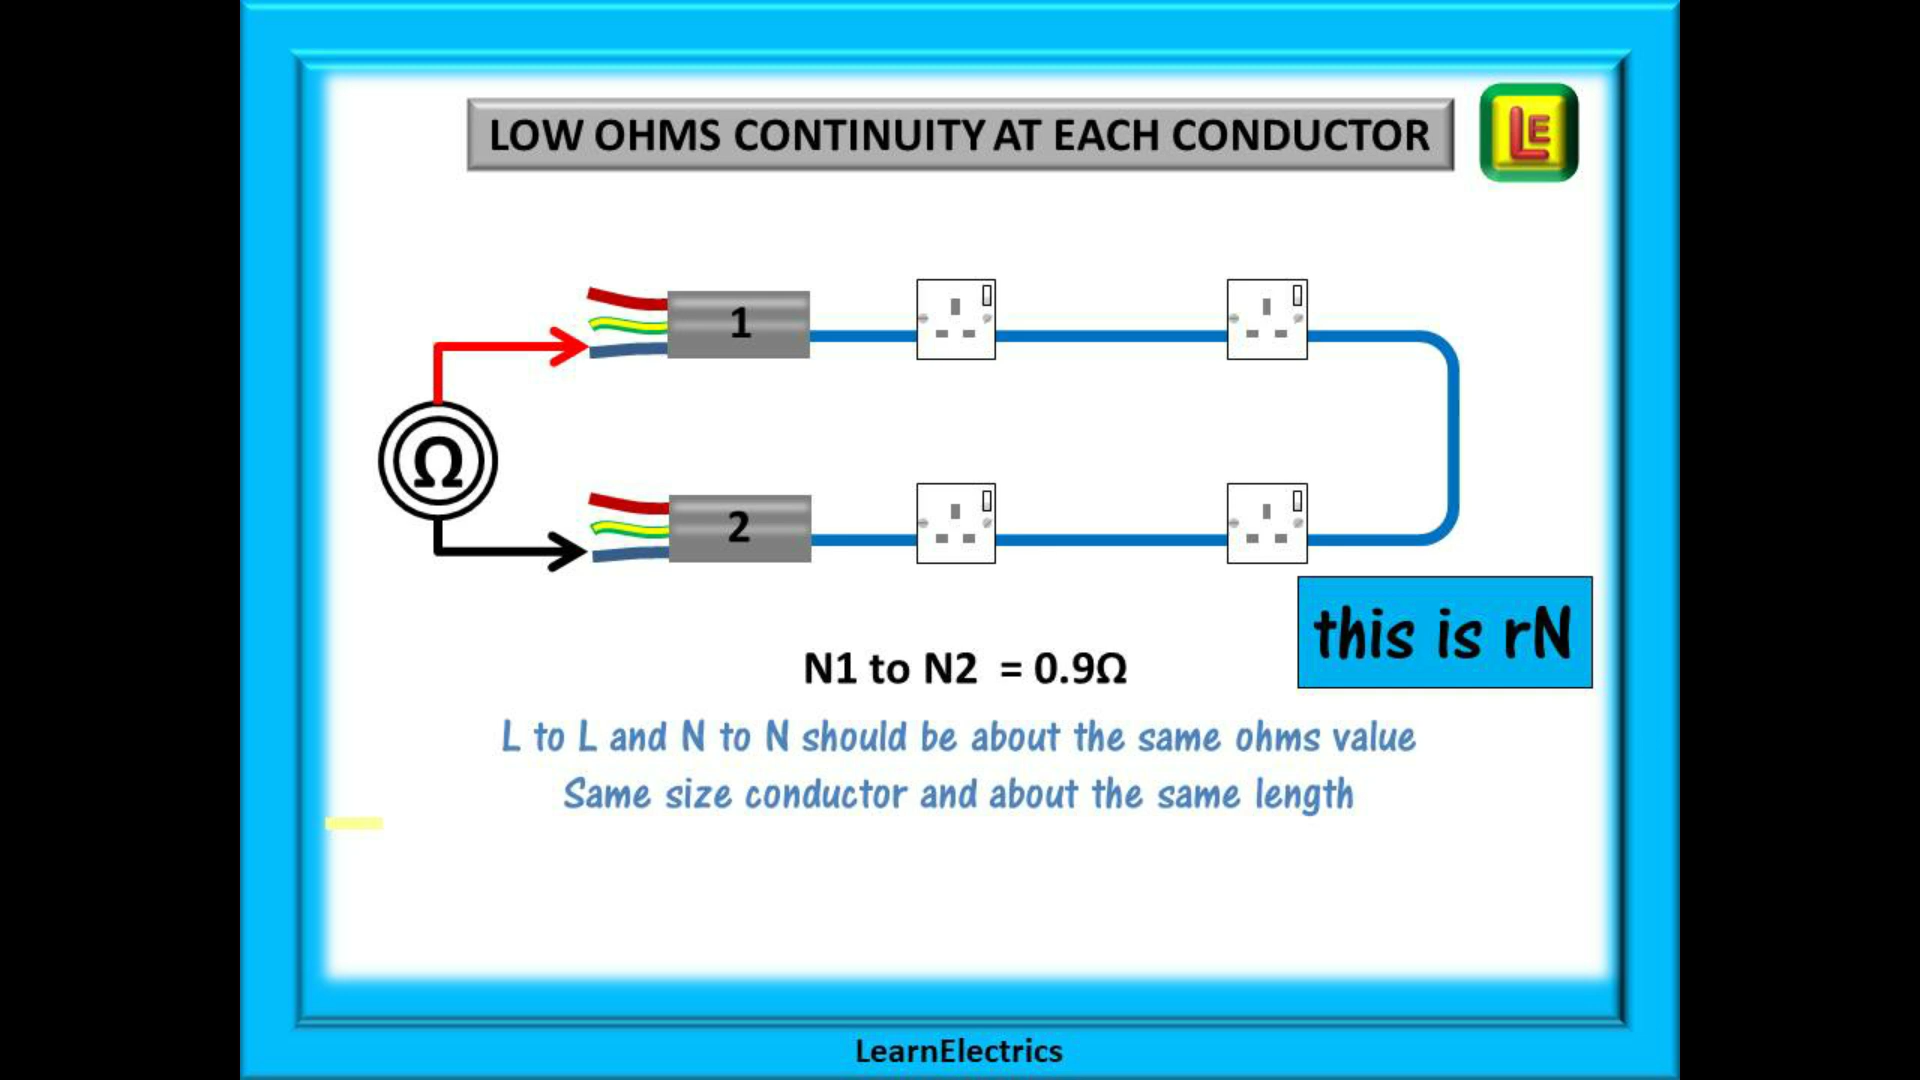 LOW OHMS CONTINUITY AT EACH CONDUCTOR
LE
1
Ω
2
this is rN
N1 to N2 = 0.9Ω
L to L and N to N should be about the same ohms value
Same size conductor and about the same length
LearnElectrics